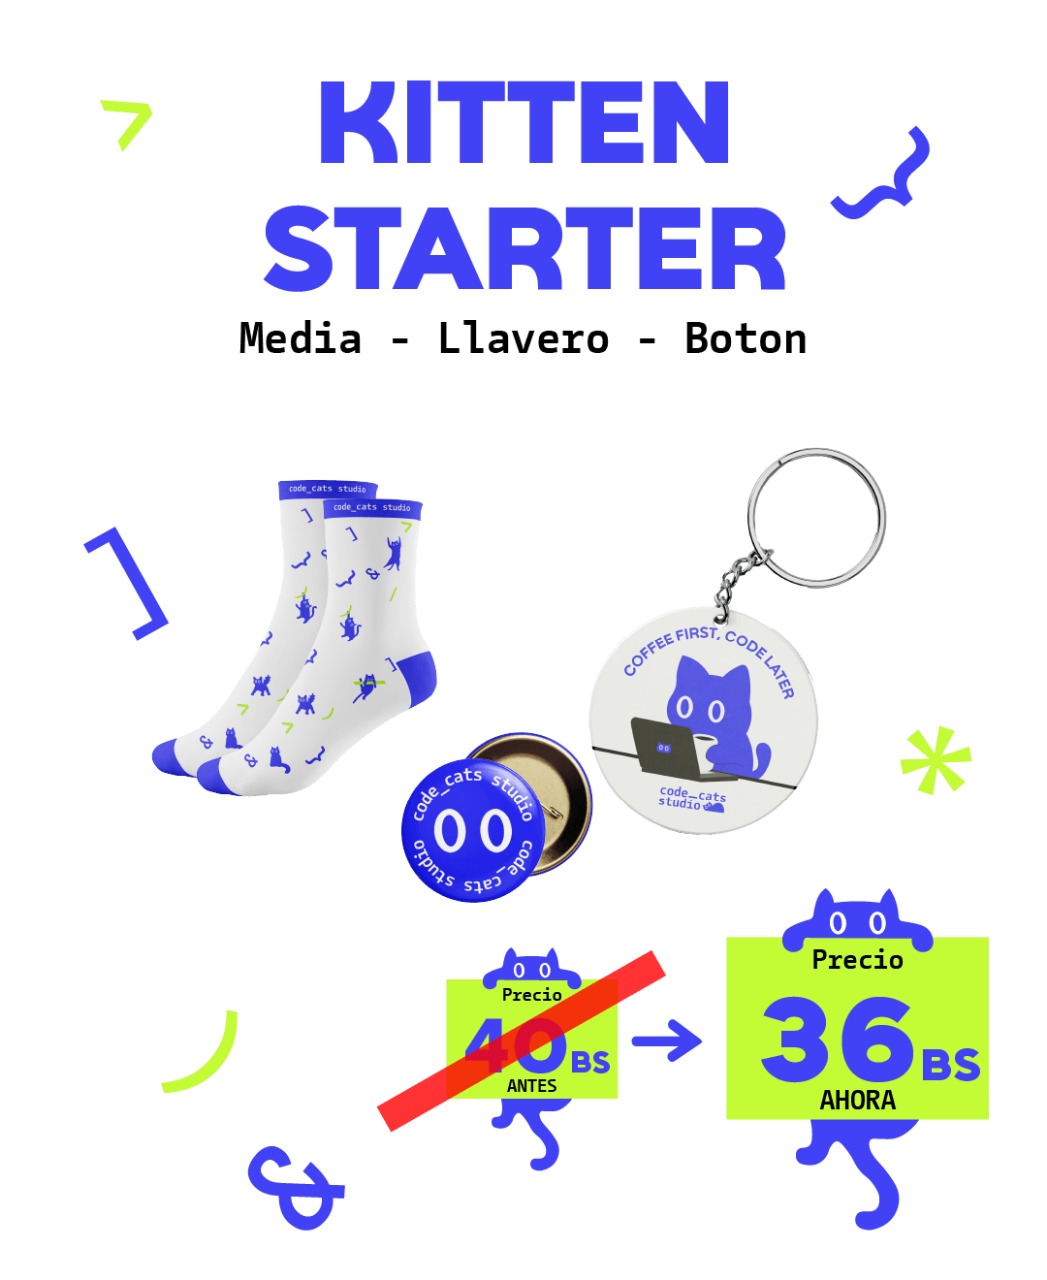 KITTEN
STARTER
Media - Llavero - Boton
code_cats studio
code_cats studio
COFFEE FIRST, CODE LATER
code_cats
studio
code_cats studio code_cats studio
Precio
40BS
ANTES
Precio
36BS
AHORA